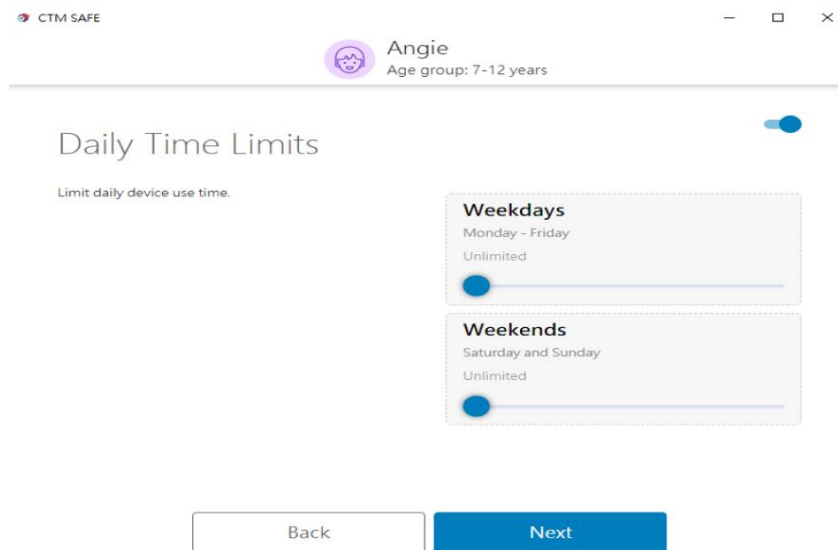 CTM SAFE
Angie
Age group: 7-12 years
Daily Time Limits
Limit daily device use time.
Weekdays
Monday - Friday
Unlimited
Weekends
Saturday and Sunday
Unlimited
Back
Next